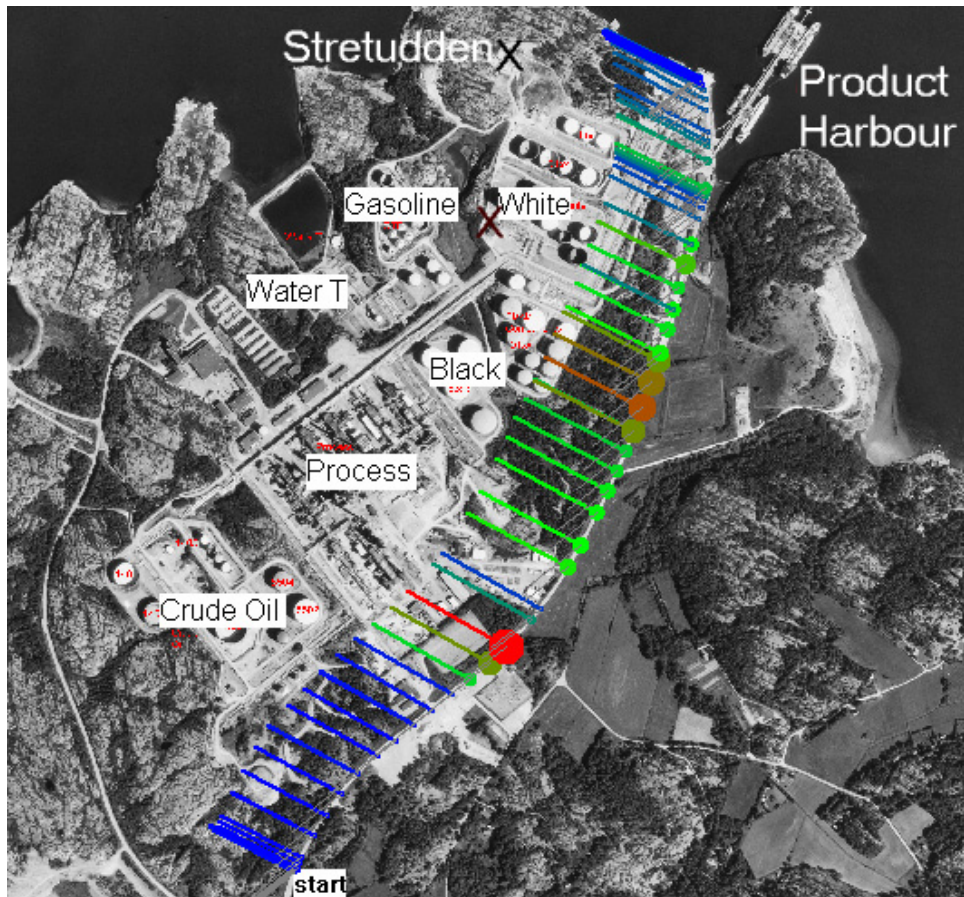 Stretudden X
Product
Harbour
Gasoline
White
X
Water T
Black
Process
Crude Oil
start